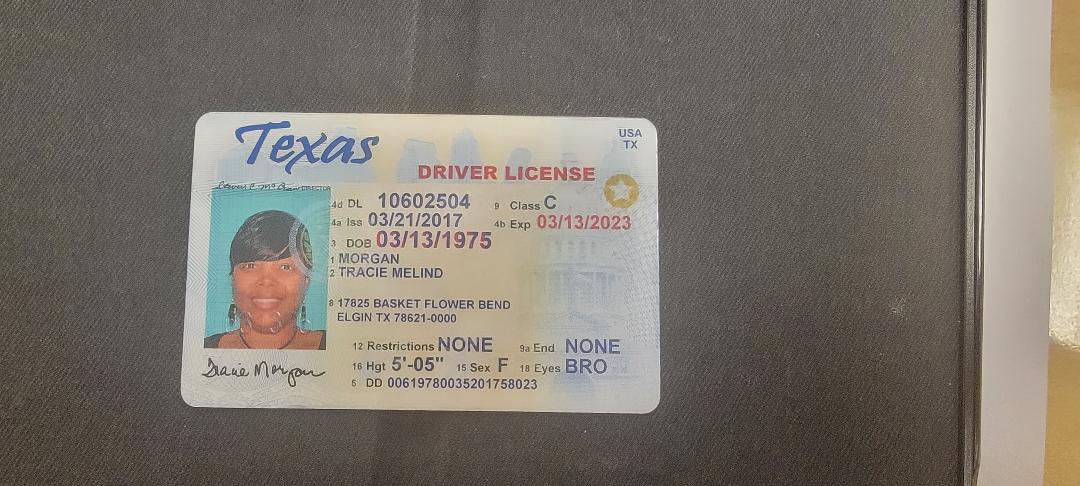 Texas
USA
TX
DRIVER LICENSE
DIRECTOR
4d DL 10602504 9 Class C
4a Iss 03/21/2017 4b Exp 03/13/2023
3 DOB 03/13/1975
1 MORGAN
2 TRACIE MELIND
8 17825 BASKET FLOWER BEND
ELGIN TX 78621-0000
12 Restrictions NONE 9a End NONE
16 Hgt 5'-05" 15 Sex F 18 Eyes BRO
5 DD 00619780035201758023
Tracie Morgan